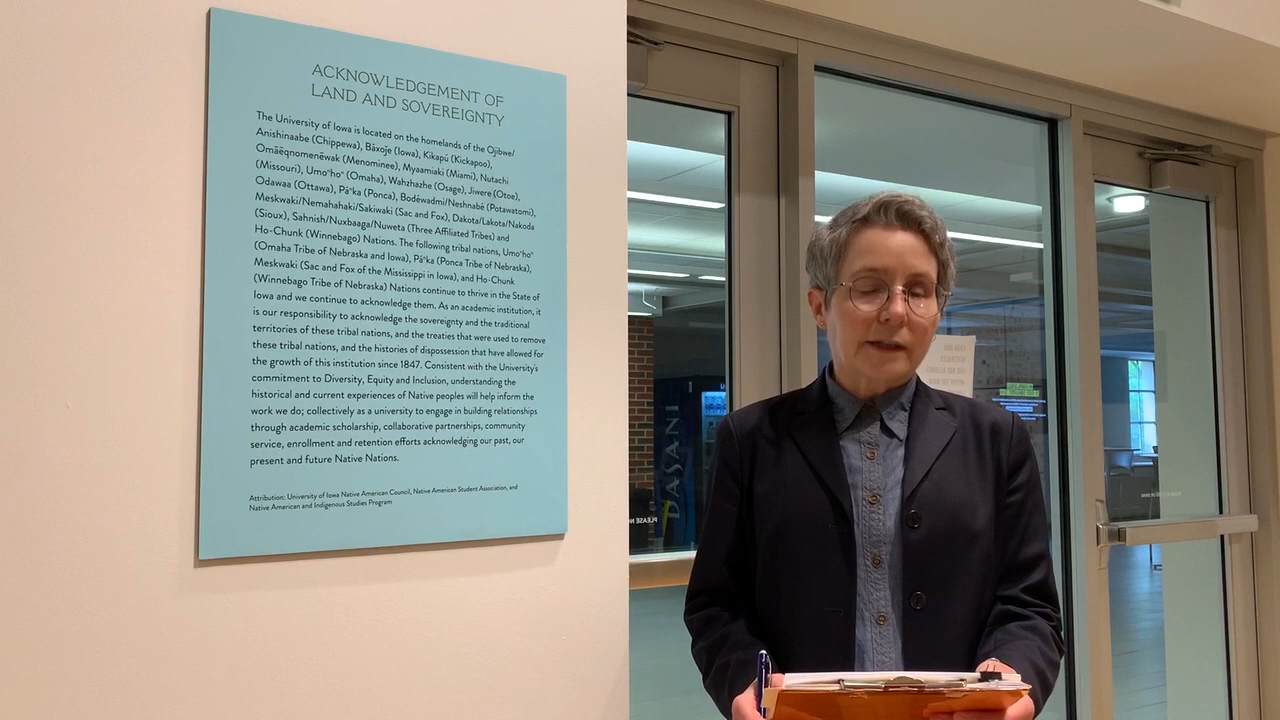 ACKNOWLEDGEMENT OF
LAND AND SOVEREIGNTY
The University of Iowa is located on the homelands of the Ojibwe/
Anishinaabe (Chippewa), Báxoje (Iowa), Kikapú (Kickapoo),
Omāēqnomenēwak (Menominee), Myaamiaki (Miami), Nutachi
(Missouri), Umoⁿhoⁿ (Omaha), Wahzhazhe (Osage), Jiwere (Otoe),
Odawaa (Ottawa), Páⁿka (Ponca), Bodéwadmi/Neshnabé (Potawatomi),
Meskwaki/Nemahahaki/Sakiwaki (Sac and Fox), Dakota/Lakota/Nakoda
(Sioux), Sahnish/Nuxbaaga/Nuweta (Three Affiliated Tribes) and
Ho-Chunk (Winnebago) Nations. The following tribal nations, Umoⁿhoⁿ
(Omaha Tribe of Nebraska and Iowa), Páⁿka (Ponca Tribe of Nebraska),
Meskwaki (Sac and Fox of the Mississippi in Iowa), and Ho-Chunk
(Winnebago Tribe of Nebraska) Nations continue to thrive in the State of
Iowa and we continue to acknowledge them. As an academic institution, it
is our responsibility to acknowledge the sovereignty and the traditional
territories of these tribal nations, and the treaties that were used to remove
these tribal nations, and the histories of dispossession that have allowed for
the growth of this institution since 1847. Consistent with the University's
commitment to Diversity, Equity and Inclusion, understanding the
historical and current experiences of Native peoples will help inform the
work we do; collectively as a university to engage in building relationships
through academic scholarship, collaborative partnerships, community
service, enrollment and retention efforts acknowledging our past, our
present and future Native Nations.
Attribution: University of Iowa Native American Council, Native American Student Association, and
Native American and Indigenous Studies Program
DASANI
PLEASE